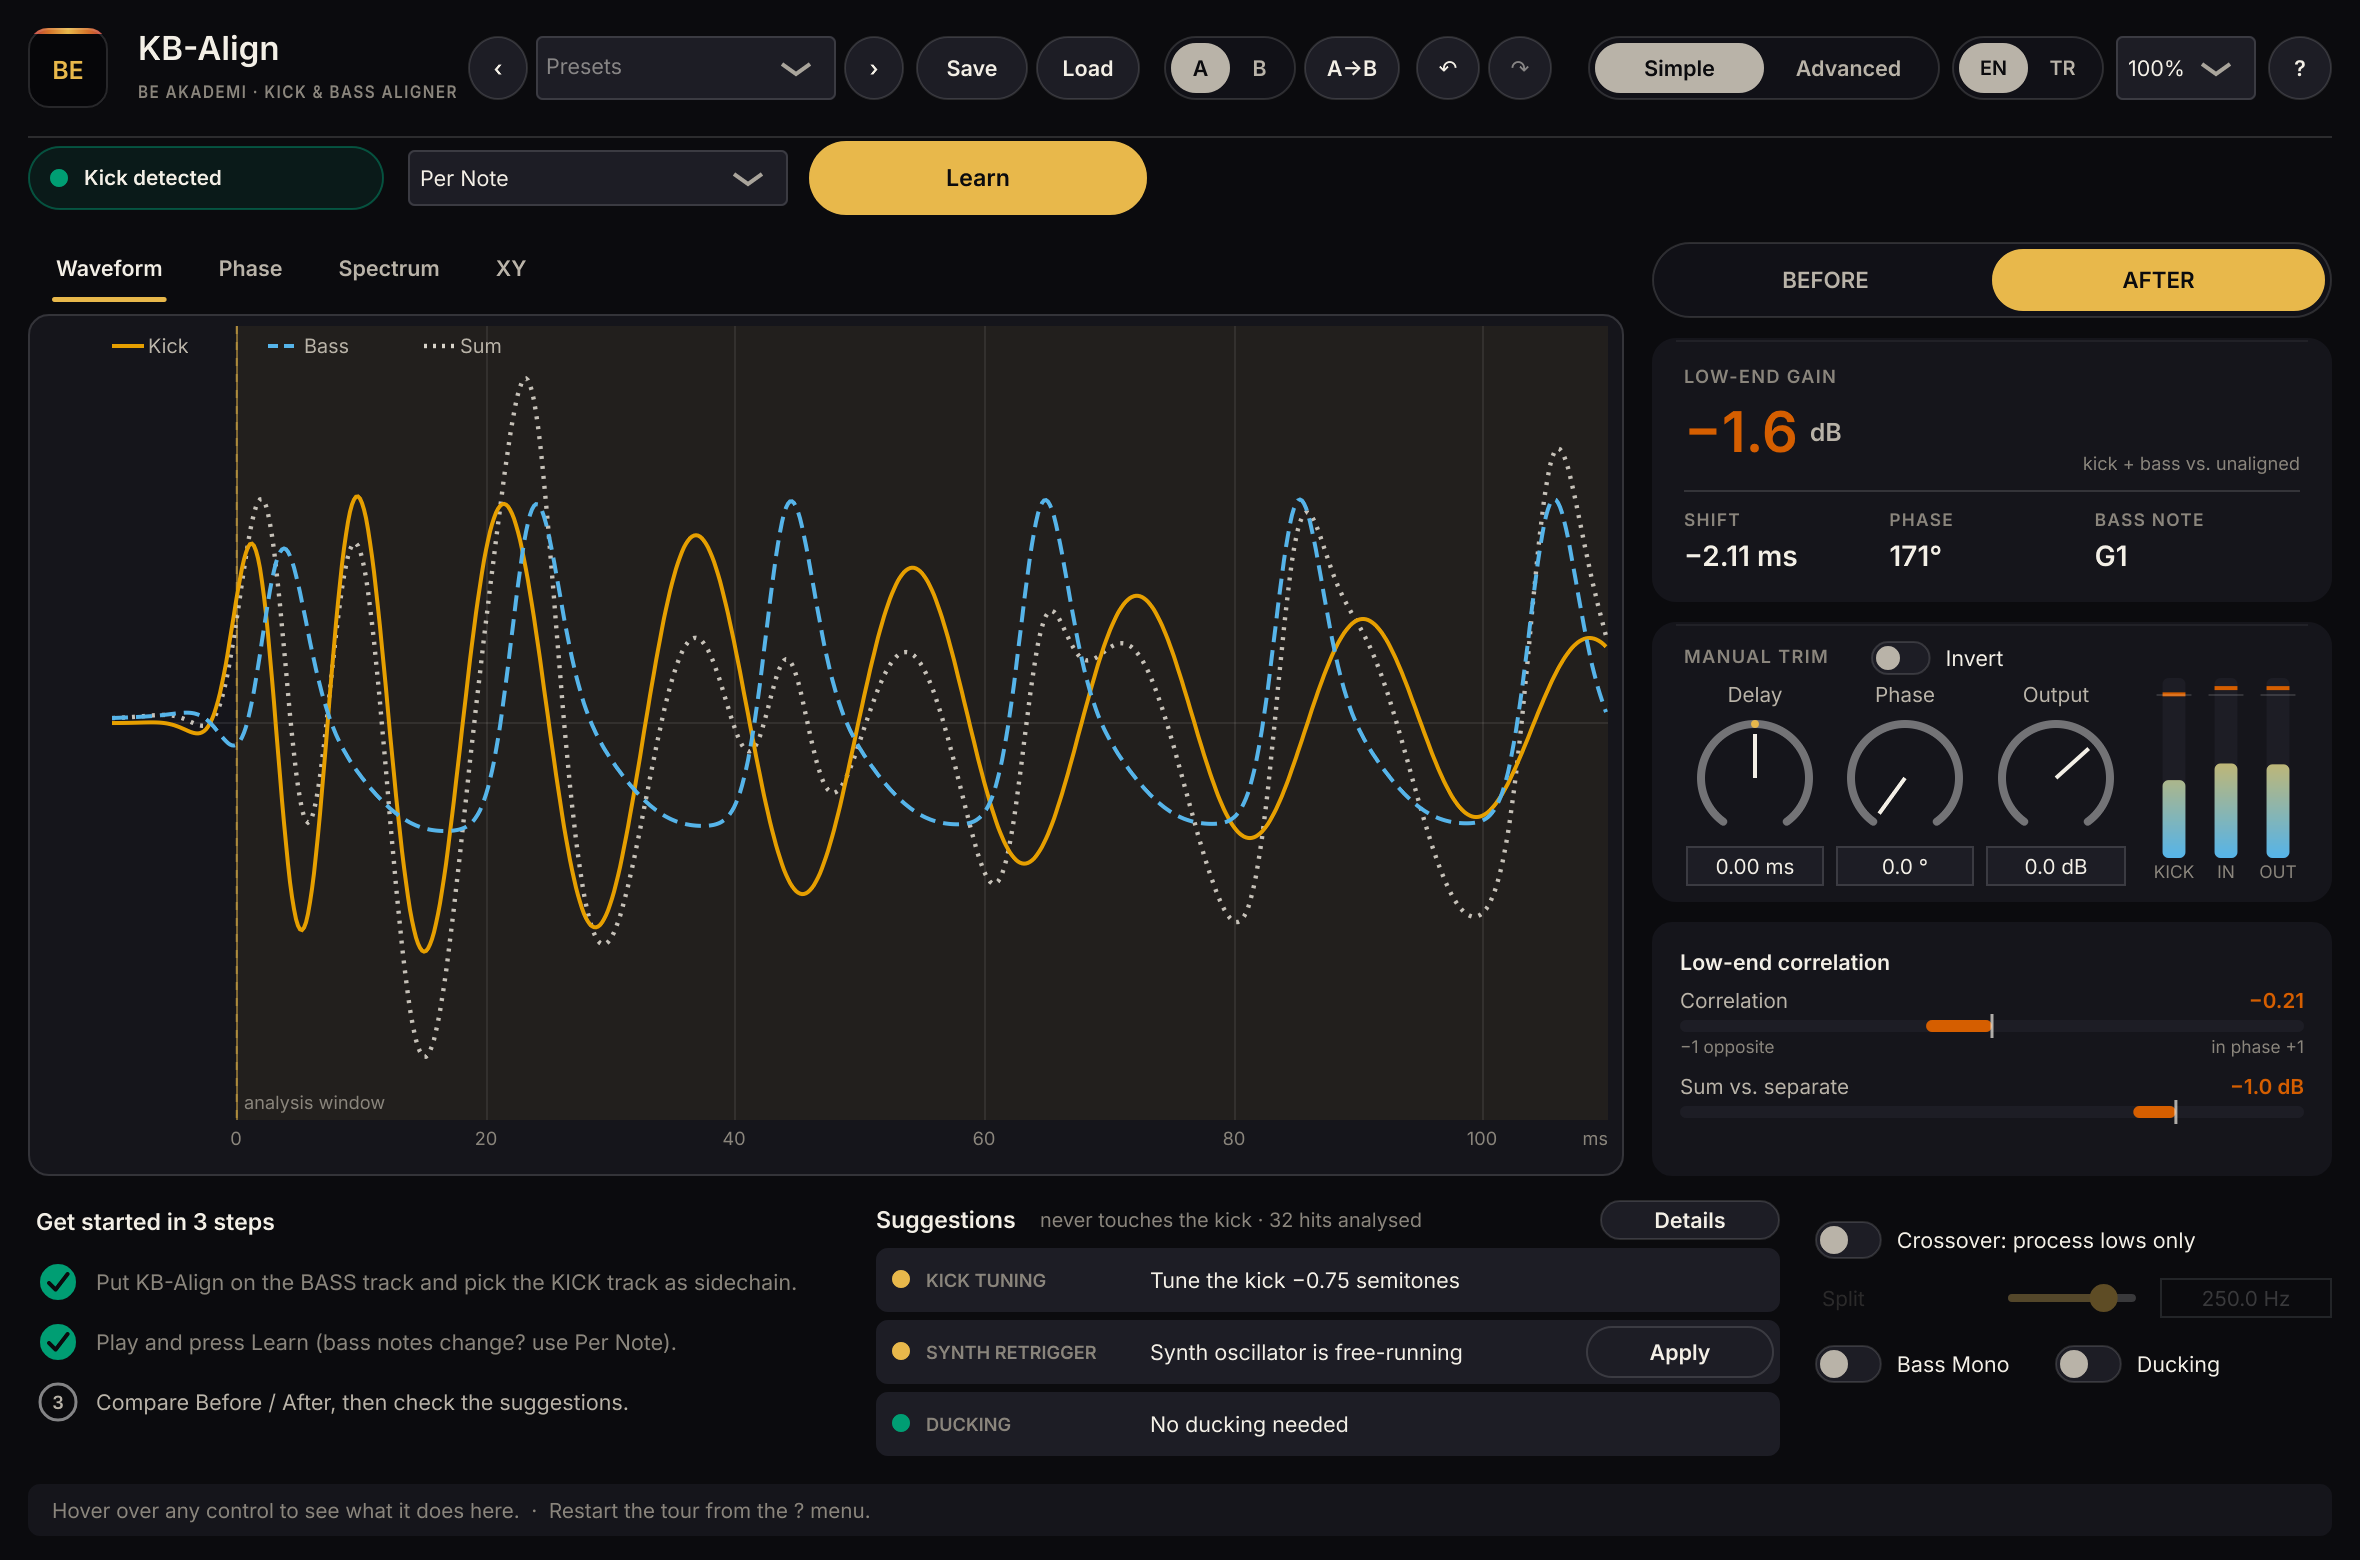 BE
KB-Align
BE AKADEMI · KICK & BASS ALIGNER
‹
Presets
›
Save
Load
A
B
A→B
↶
↷
Simple
Advanced
EN
TR
100%
?
Kick detected
Per Note
Learn
Waveform
Phase
Spectrum
XY
BEFORE
AFTER
Kick
Bass
Sum
analysis window
0
20
40
60
80
100
ms
LOW-END GAIN
−1.6 dB
kick + bass vs. unaligned
SHIFT
PHASE
BASS NOTE
−2.11 ms
171°
G1
MANUAL TRIM
Invert
Delay
Phase
Output
0.00 ms
0.0 °
0.0 dB
KICK
IN
OUT
Low-end correlation
Correlation
−0.21
−1 opposite
in phase +1
Sum vs. separate
−1.0 dB
Get started in 3 steps
Put KB-Align on the BASS track and pick the KICK track as sidechain.
Play and press Learn (bass notes change? use Per Note).
3
Compare Before / After, then check the suggestions.
Suggestions
never touches the kick · 32 hits analysed
Details
KICK TUNING
Tune the kick −0.75 semitones
SYNTH RETRIGGER
Synth oscillator is free-running
Apply
DUCKING
No ducking needed
Crossover: process lows only
Split
250.0 Hz
Bass Mono
Ducking
Hover over any control to see what it does here. · Restart the tour from the ? menu.